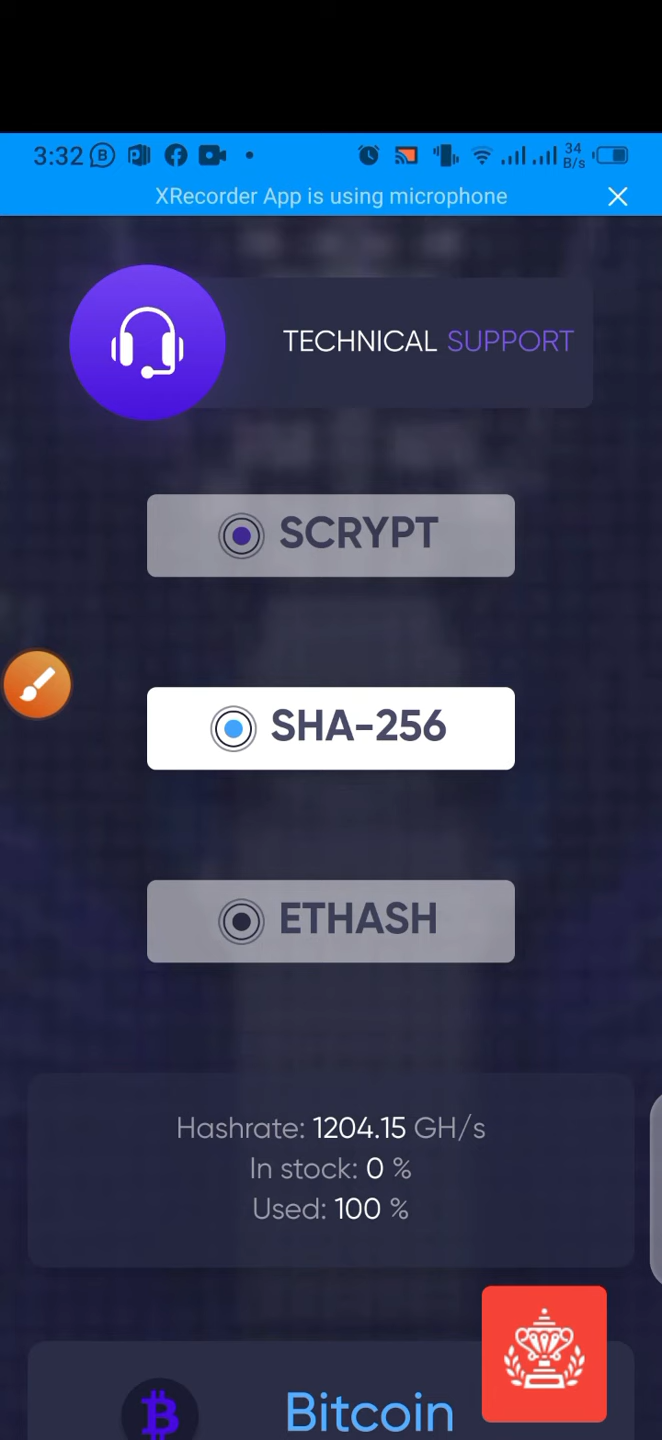 3:32
34
B/s
XRecorder App is using microphone
TECHNICAL SUPPORT
SCRYPT
SHA-256
ETHASH
Hashrate: 1204.15 GH/s
In stock: 0 %
Used: 100 %
Bitcoin